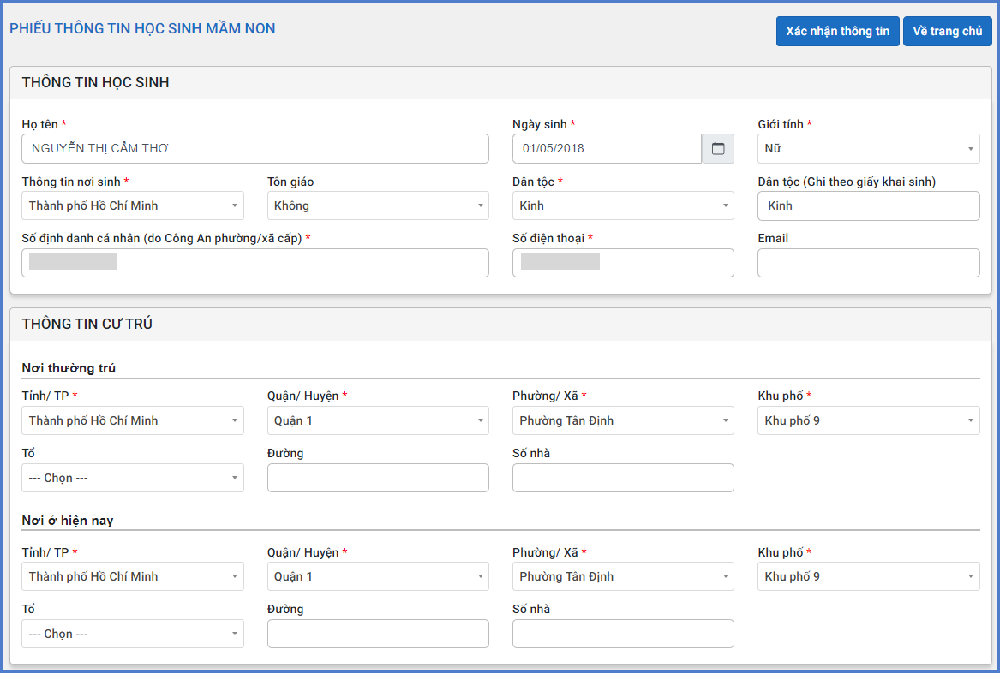 PHIẾU THÔNG TIN HỌC SINH MẦM NON
Xác nhận thông tin Về trang chủ
THÔNG TIN HỌC SINH
Họ tên * Ngày sinh * Giới tính *
NGUYỄN THỊ CẨM THƠ 01/05/2018 Nữ
Thông tin nơi sinh * Tôn giáo Dân tộc * Dân tộc (Ghi theo giấy khai sinh)
Thành phố Hồ Chí Minh Không Kinh Kinh
Số định danh cá nhân (do Công An phường/xã cấp) * Số điện thoại * Email
THÔNG TIN CƯ TRÚ
Nơi thường trú
Tỉnh/ TP * Quận/ Huyện * Phường/ Xã * Khu phố *
Thành phố Hồ Chí Minh Quận 1 Phường Tân Định Khu phố 9
Tổ Đường Số nhà
--- Chọn ---
Nơi ở hiện nay
Tỉnh/ TP * Quận/ Huyện * Phường/ Xã * Khu phố *
Thành phố Hồ Chí Minh Quận 1 Phường Tân Định Khu phố 9
Tổ Đường Số nhà
--- Chọn ---